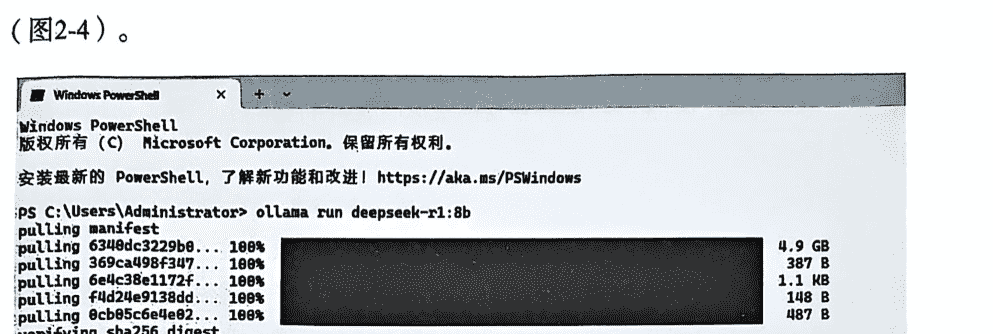 （图2-4）。
Windows PowerShell × +
Windows PowerShell
版权所有 (C) Microsoft Corporation。保留所有权利。
安装最新的 PowerShell，了解新功能和改进！https://aka.ms/PSWindows
PS C:\Users\Administrator> ollama run deepseek-r1:8b
pulling manifest
pulling 6340dc3229b0... 100% 4.9 GB
pulling 369ca498f347... 100% 387 B
pulling 6e4c38e1172f... 100% 1.1 KB
pulling f4d24e9138dd... 100% 148 B
pulling 0cb05c6e4e02... 100% 487 B
verifying sha256 digest